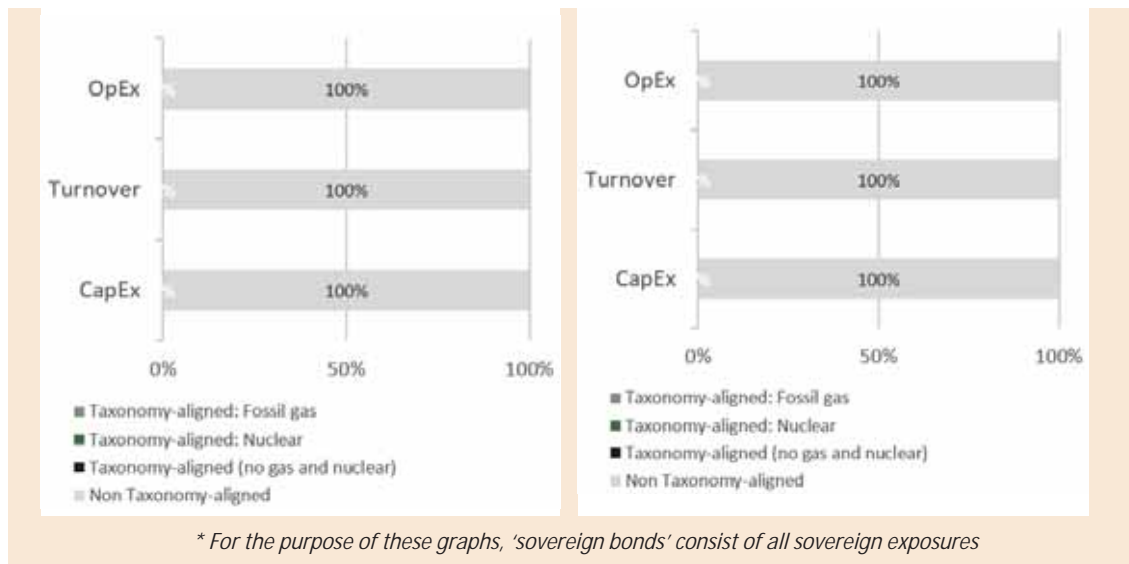 OpEx
100%
Turnover
100%
CapEx
100%
0% 50% 100%
Taxonomy-aligned: Fossil gas
Taxonomy-aligned: Nuclear
Taxonomy-aligned (no gas and nuclear)
Non Taxonomy-aligned
OpEx
100%
Turnover
100%
CapEx
100%
0% 50% 100%
Taxonomy-aligned: Fossil gas
Taxonomy-aligned: Nuclear
Taxonomy-aligned (no gas and nuclear)
Non Taxonomy-aligned
* For the purpose of these graphs, ‘sovereign bonds’ consist of all sovereign exposures